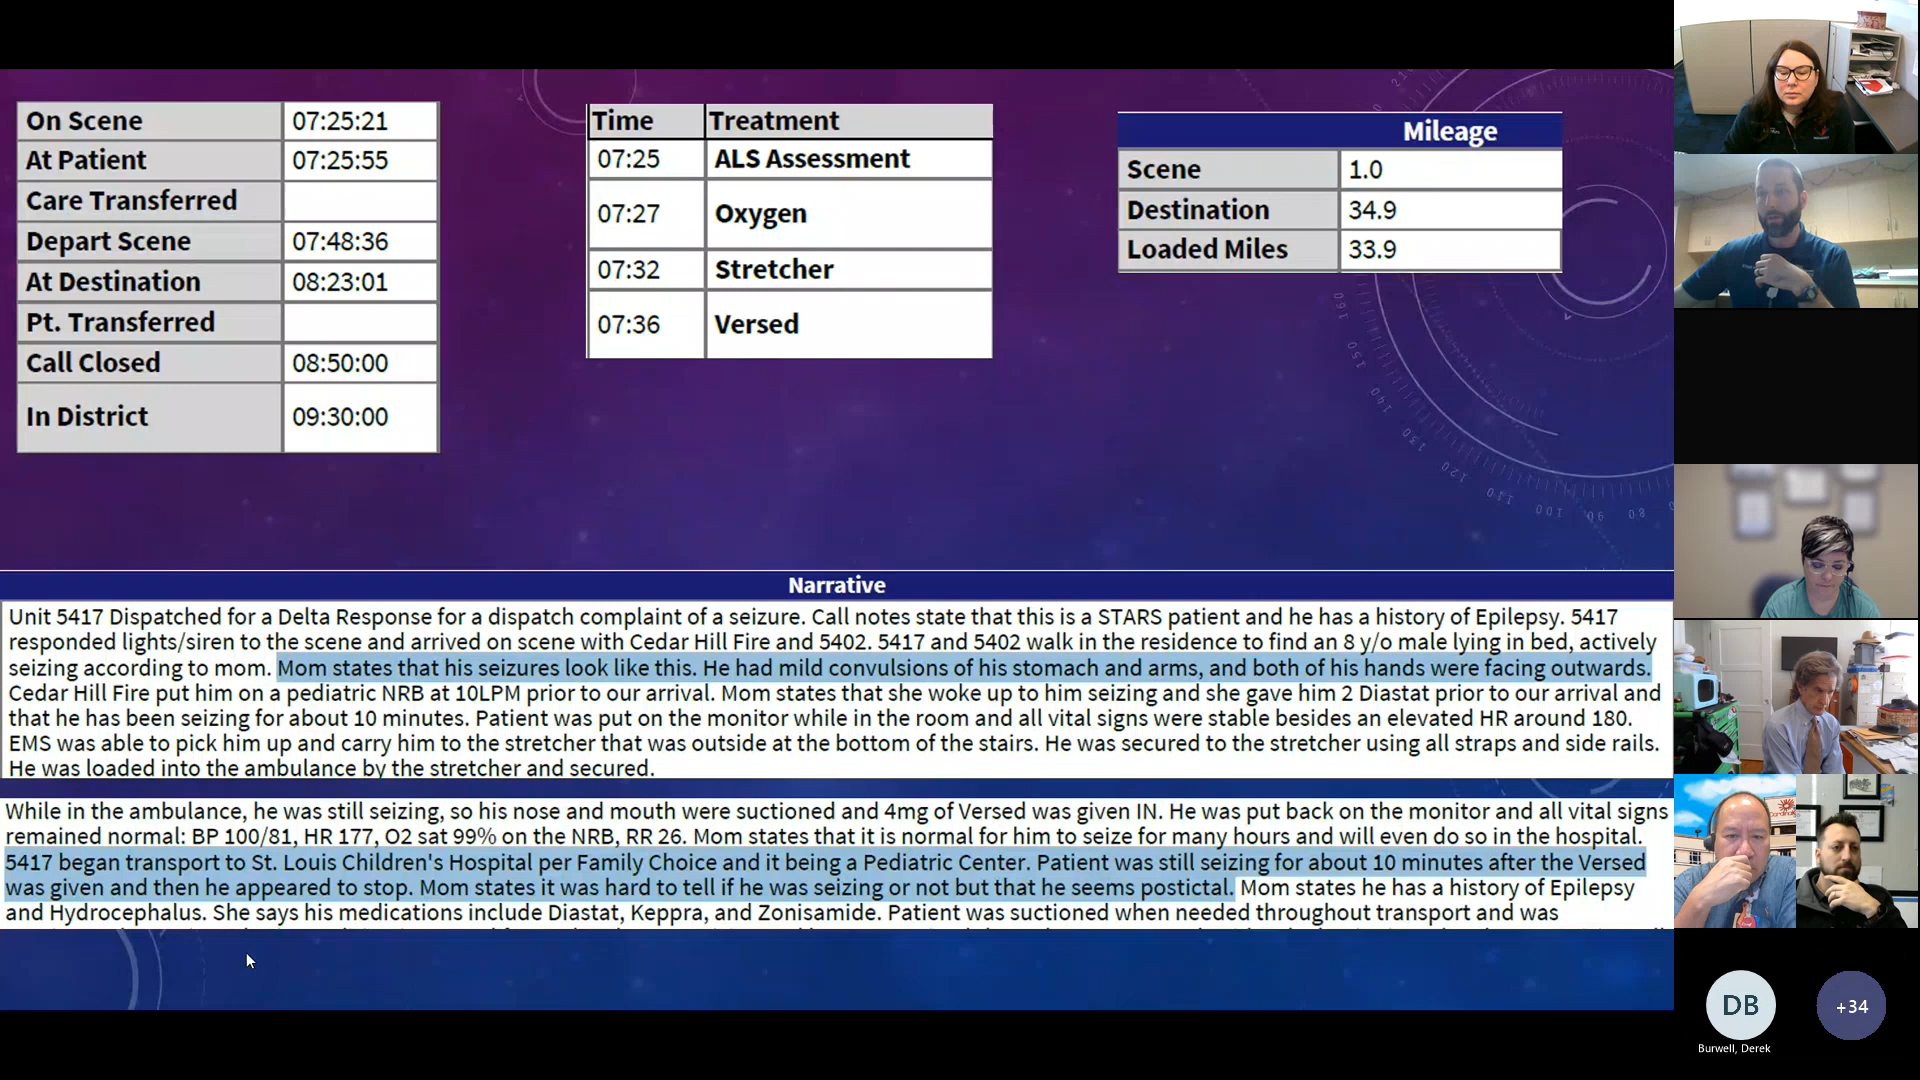 On Scene 07:25:21
At Patient 07:25:55
Care Transferred
Depart Scene 07:48:36
At Destination 08:23:01
Pt. Transferred
Call Closed 08:50:00
In District 09:30:00
Time Treatment
07:25 ALS Assessment
07:27 Oxygen
07:32 Stretcher
07:36 Versed
Mileage
Scene 1.0
Destination 34.9
Loaded Miles 33.9
210
160
150
140
130
120
110
100
90
80
Narrative
Unit 5417 Dispatched for a Delta Response for a dispatch complaint of a seizure. Call notes state that this is a STARS patient and he has a history of Epilepsy. 5417
responded lights/siren to the scene and arrived on scene with Cedar Hill Fire and 5402. 5417 and 5402 walk in the residence to find an 8 y/o male lying in bed, actively
seizing according to mom. Mom states that his seizures look like this. He had mild convulsions of his stomach and arms, and both of his hands were facing outwards.
Cedar Hill Fire put him on a pediatric NRB at 10LPM prior to our arrival. Mom states that she woke up to him seizing and she gave him 2 Diastat prior to our arrival and
that he has been seizing for about 10 minutes. Patient was put on the monitor while in the room and all vital signs were stable besides an elevated HR around 180.
EMS was able to pick him up and carry him to the stretcher that was outside at the bottom of the stairs. He was secured to the stretcher using all straps and side rails.
He was loaded into the ambulance by the stretcher and secured.
While in the ambulance, he was still seizing, so his nose and mouth were suctioned and 4mg of Versed was given IN. He was put back on the monitor and all vital signs
remained normal: BP 100/81, HR 177, O2 sat 99% on the NRB, RR 26. Mom states that it is normal for him to seize for many hours and will even do so in the hospital.
5417 began transport to St. Louis Children's Hospital per Family Choice and it being a Pediatric Center. Patient was still seizing for about 10 minutes after the Versed
was given and then he appeared to stop. Mom states it was hard to tell if he was seizing or not but that he seems postictal. Mom states he has a history of Epilepsy
and Hydrocephalus. She says his medications include Diastat, Keppra, and Zonisamide. Patient was suctioned when needed throughout transport and was
DB
+34
Burwell, Derek